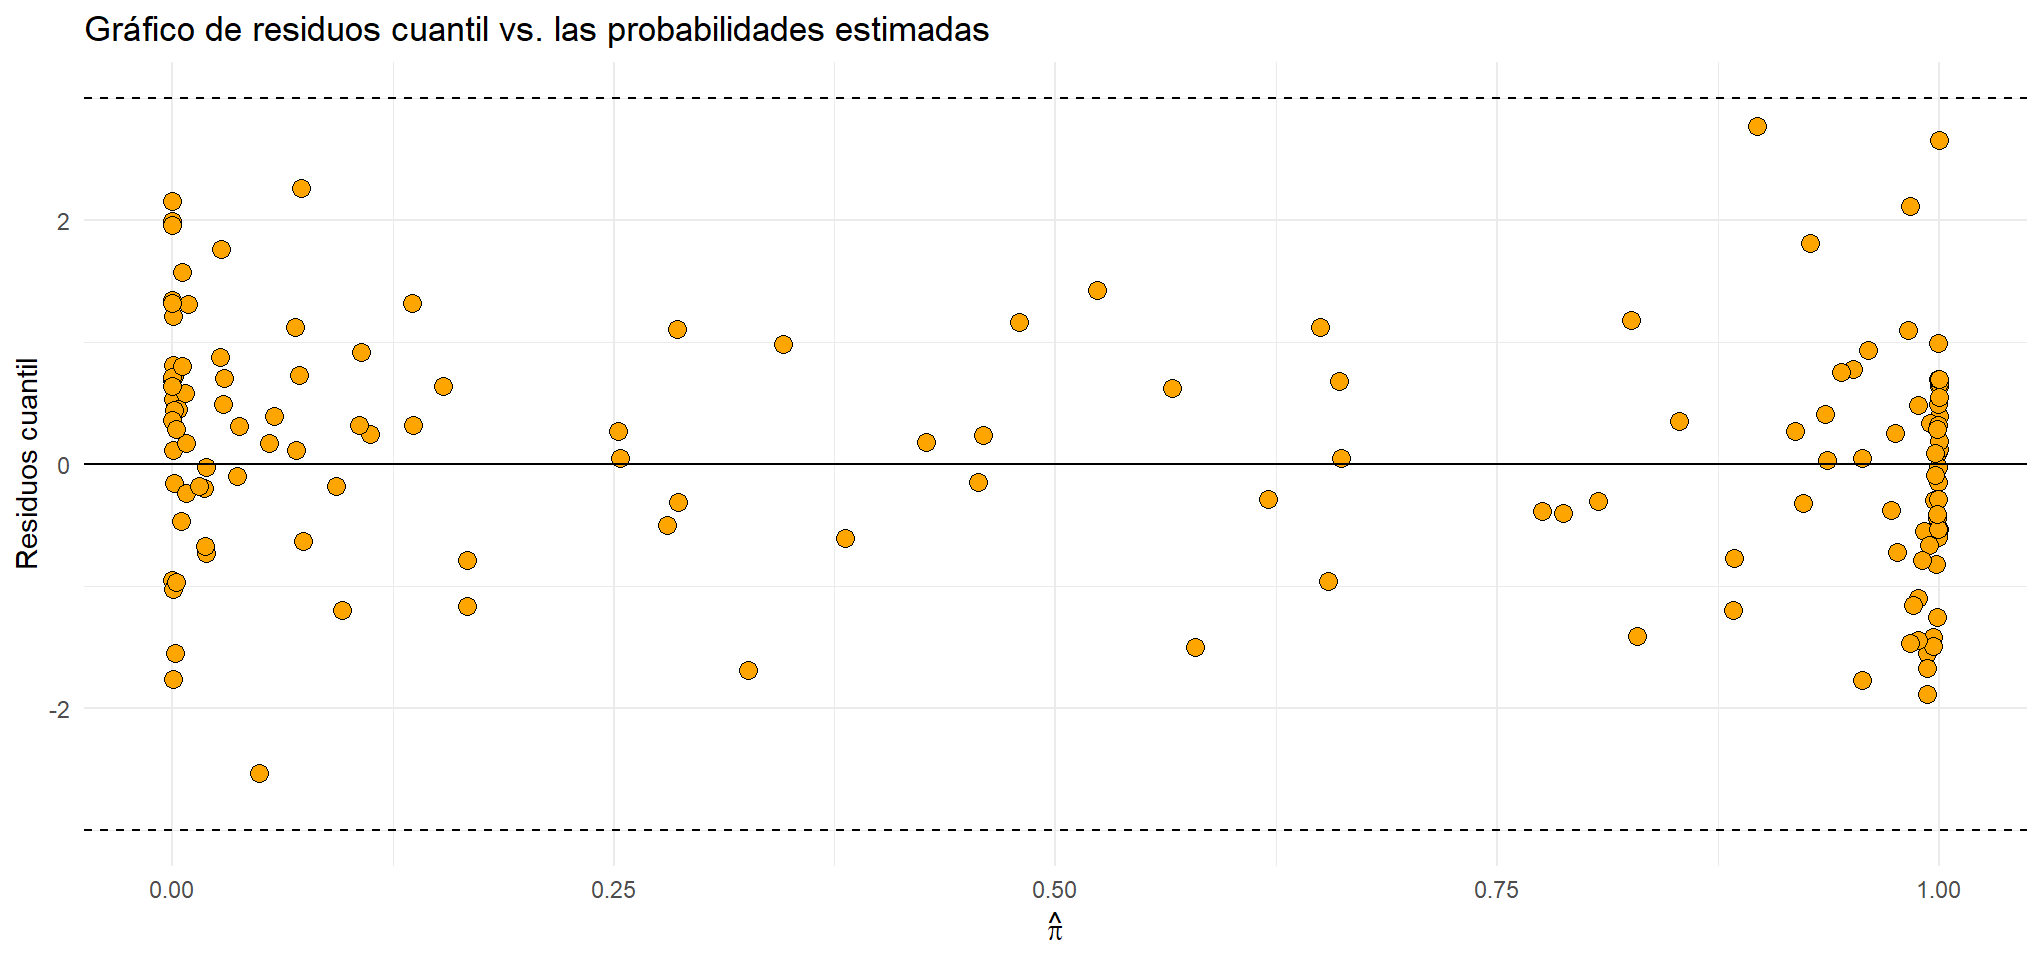 Gráfico de residuos cuantil vs. las probabilidades estimadas
Residuos cuantil
2
0
-2
0.00 0.25 0.50 0.75 1.00
π̂